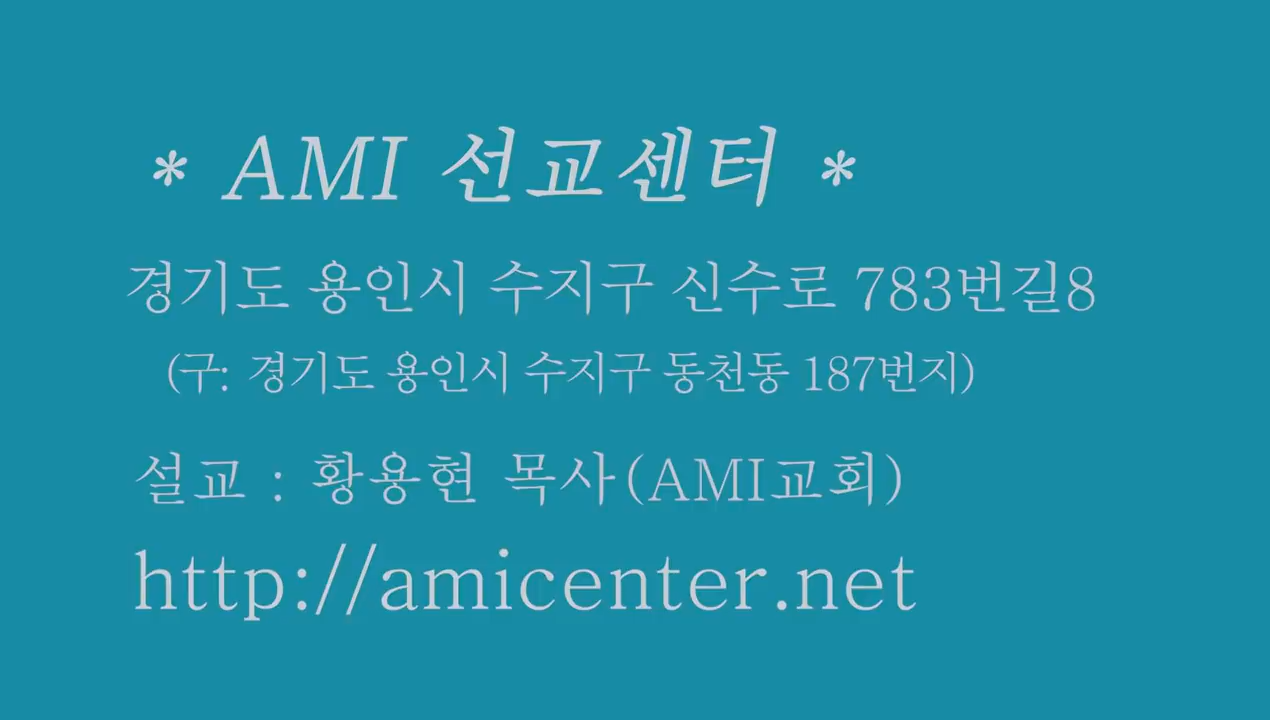 * AMI 선교센터 *
경기도 용인시 수지구 신수로 783번길8
(구: 경기도 용인시 수지구 동천동 187번지)
설교 : 황용현 목사(AMI교회)
http://amicenter.net